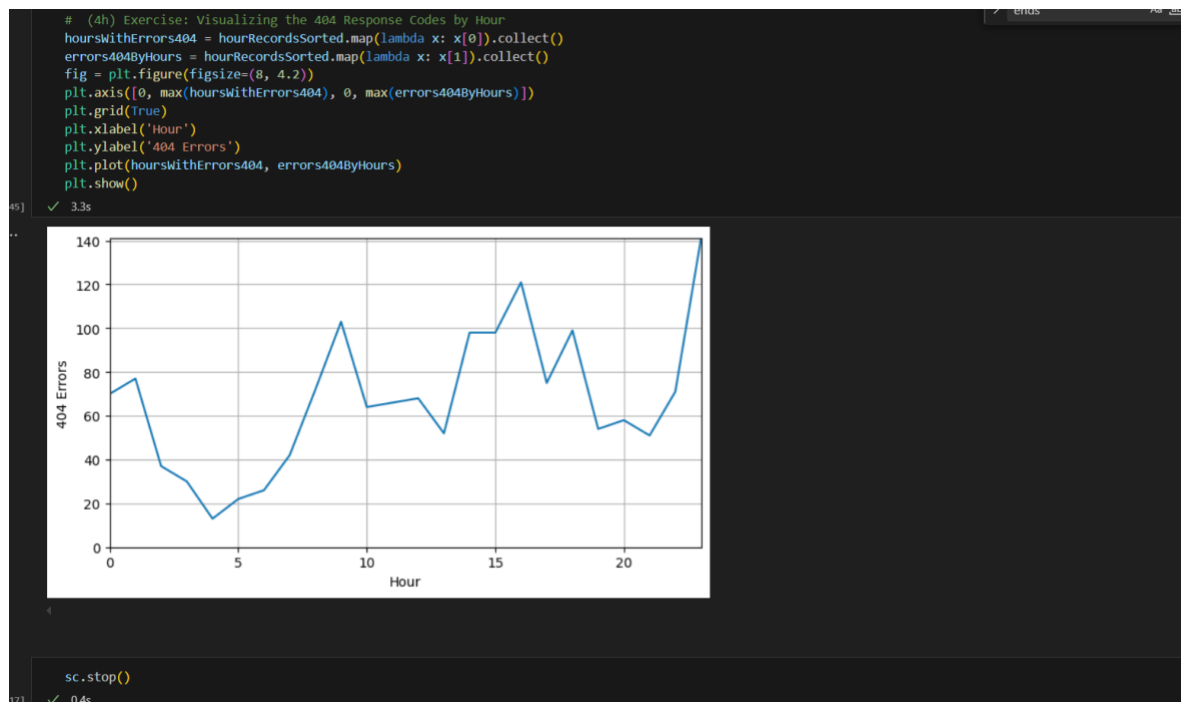 ends
#  (4h) Exercise: Visualizing the 404 Response Codes by Hour
hoursWithErrors404 = hourRecordsSorted.map(lambda x: x[0]).collect()
errors404ByHours = hourRecordsSorted.map(lambda x: x[1]).collect()
fig = plt.figure(figsize=(8, 4.2))
plt.axis([0, max(hoursWithErrors404), 0, max(errors404ByHours)])
plt.grid(True)
plt.xlabel('Hour')
plt.ylabel('404 Errors')
plt.plot(hoursWithErrors404, errors404ByHours)
plt.show()
45] ✓ 3.3s
140
120
100
80
60
40
20
0
404 Errors
0 5 10 15 20
Hour
sc.stop()
17] ✓ 0.4s